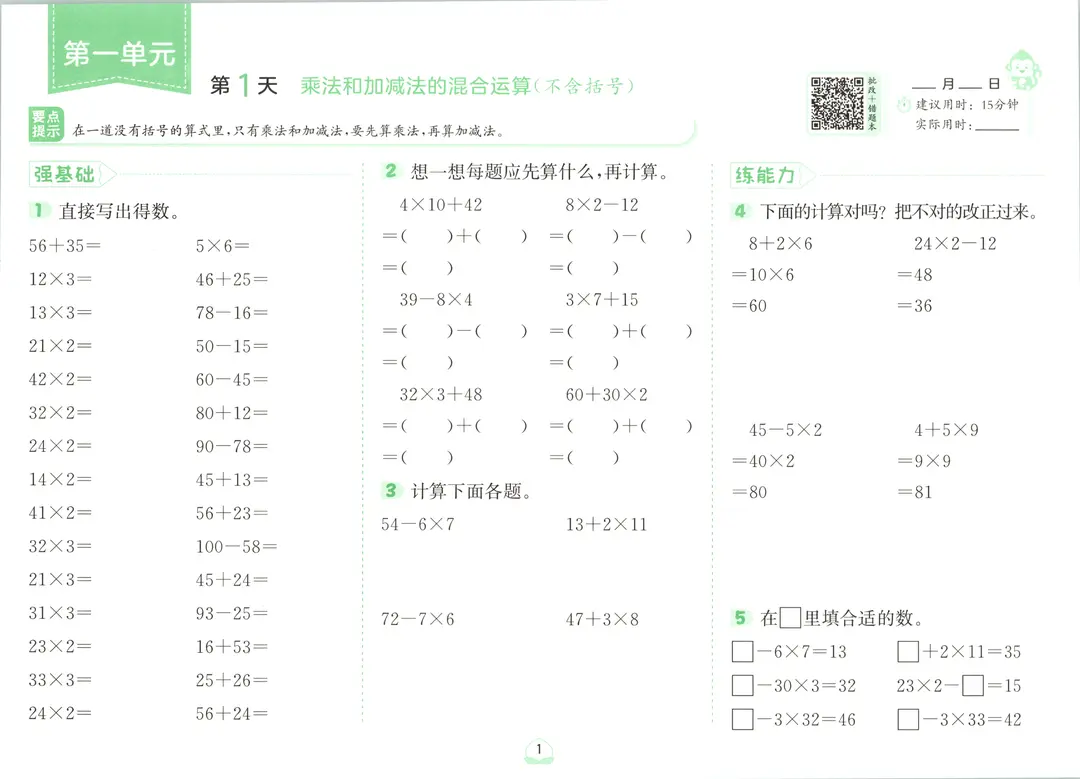 第一单元
第1天 乘法和加减法的混合运算(不含括号)
批改+错题本
___月___日
建议用时：15分钟
实际用时：______
要点提示
在一道没有括号的算式里,只有乘法和加减法,要先算乘法,再算加减法。
强基础
1 直接写出得数。
56+35= 5×6=
12×3= 46+25=
13×3= 78-16=
21×2= 50-15=
42×2= 60-45=
32×2= 80+12=
24×2= 90-78=
14×2= 45+13=
41×2= 56+23=
32×3= 100-58=
21×3= 45+24=
31×3= 93-25=
23×2= 16+53=
33×3= 25+26=
24×2= 56+24=
2 想一想每题应先算什么,再计算。
4×10+42 8×2-12
=( )+( ) =( )-( )
=( ) =( )
39-8×4 3×7+15
=( )-( ) =( )+( )
=( ) =( )
32×3+48 60+30×2
=( )+( ) =( )+( )
=( ) =( )
3 计算下面各题。
54-6×7 13+2×11
72-7×6 47+3×8
练能力
4 下面的计算对吗？把不对的改正过来。
8+2×6 24×2-12
=10×6 =48
=60 =36
45-5×2 4+5×9
=40×2 =9×9
=80 =81
5 在□里填合适的数。
□-6×7=13 □+2×11=35
□-30×3=32 23×2-□=15
□-3×32=46 □-3×33=42
1